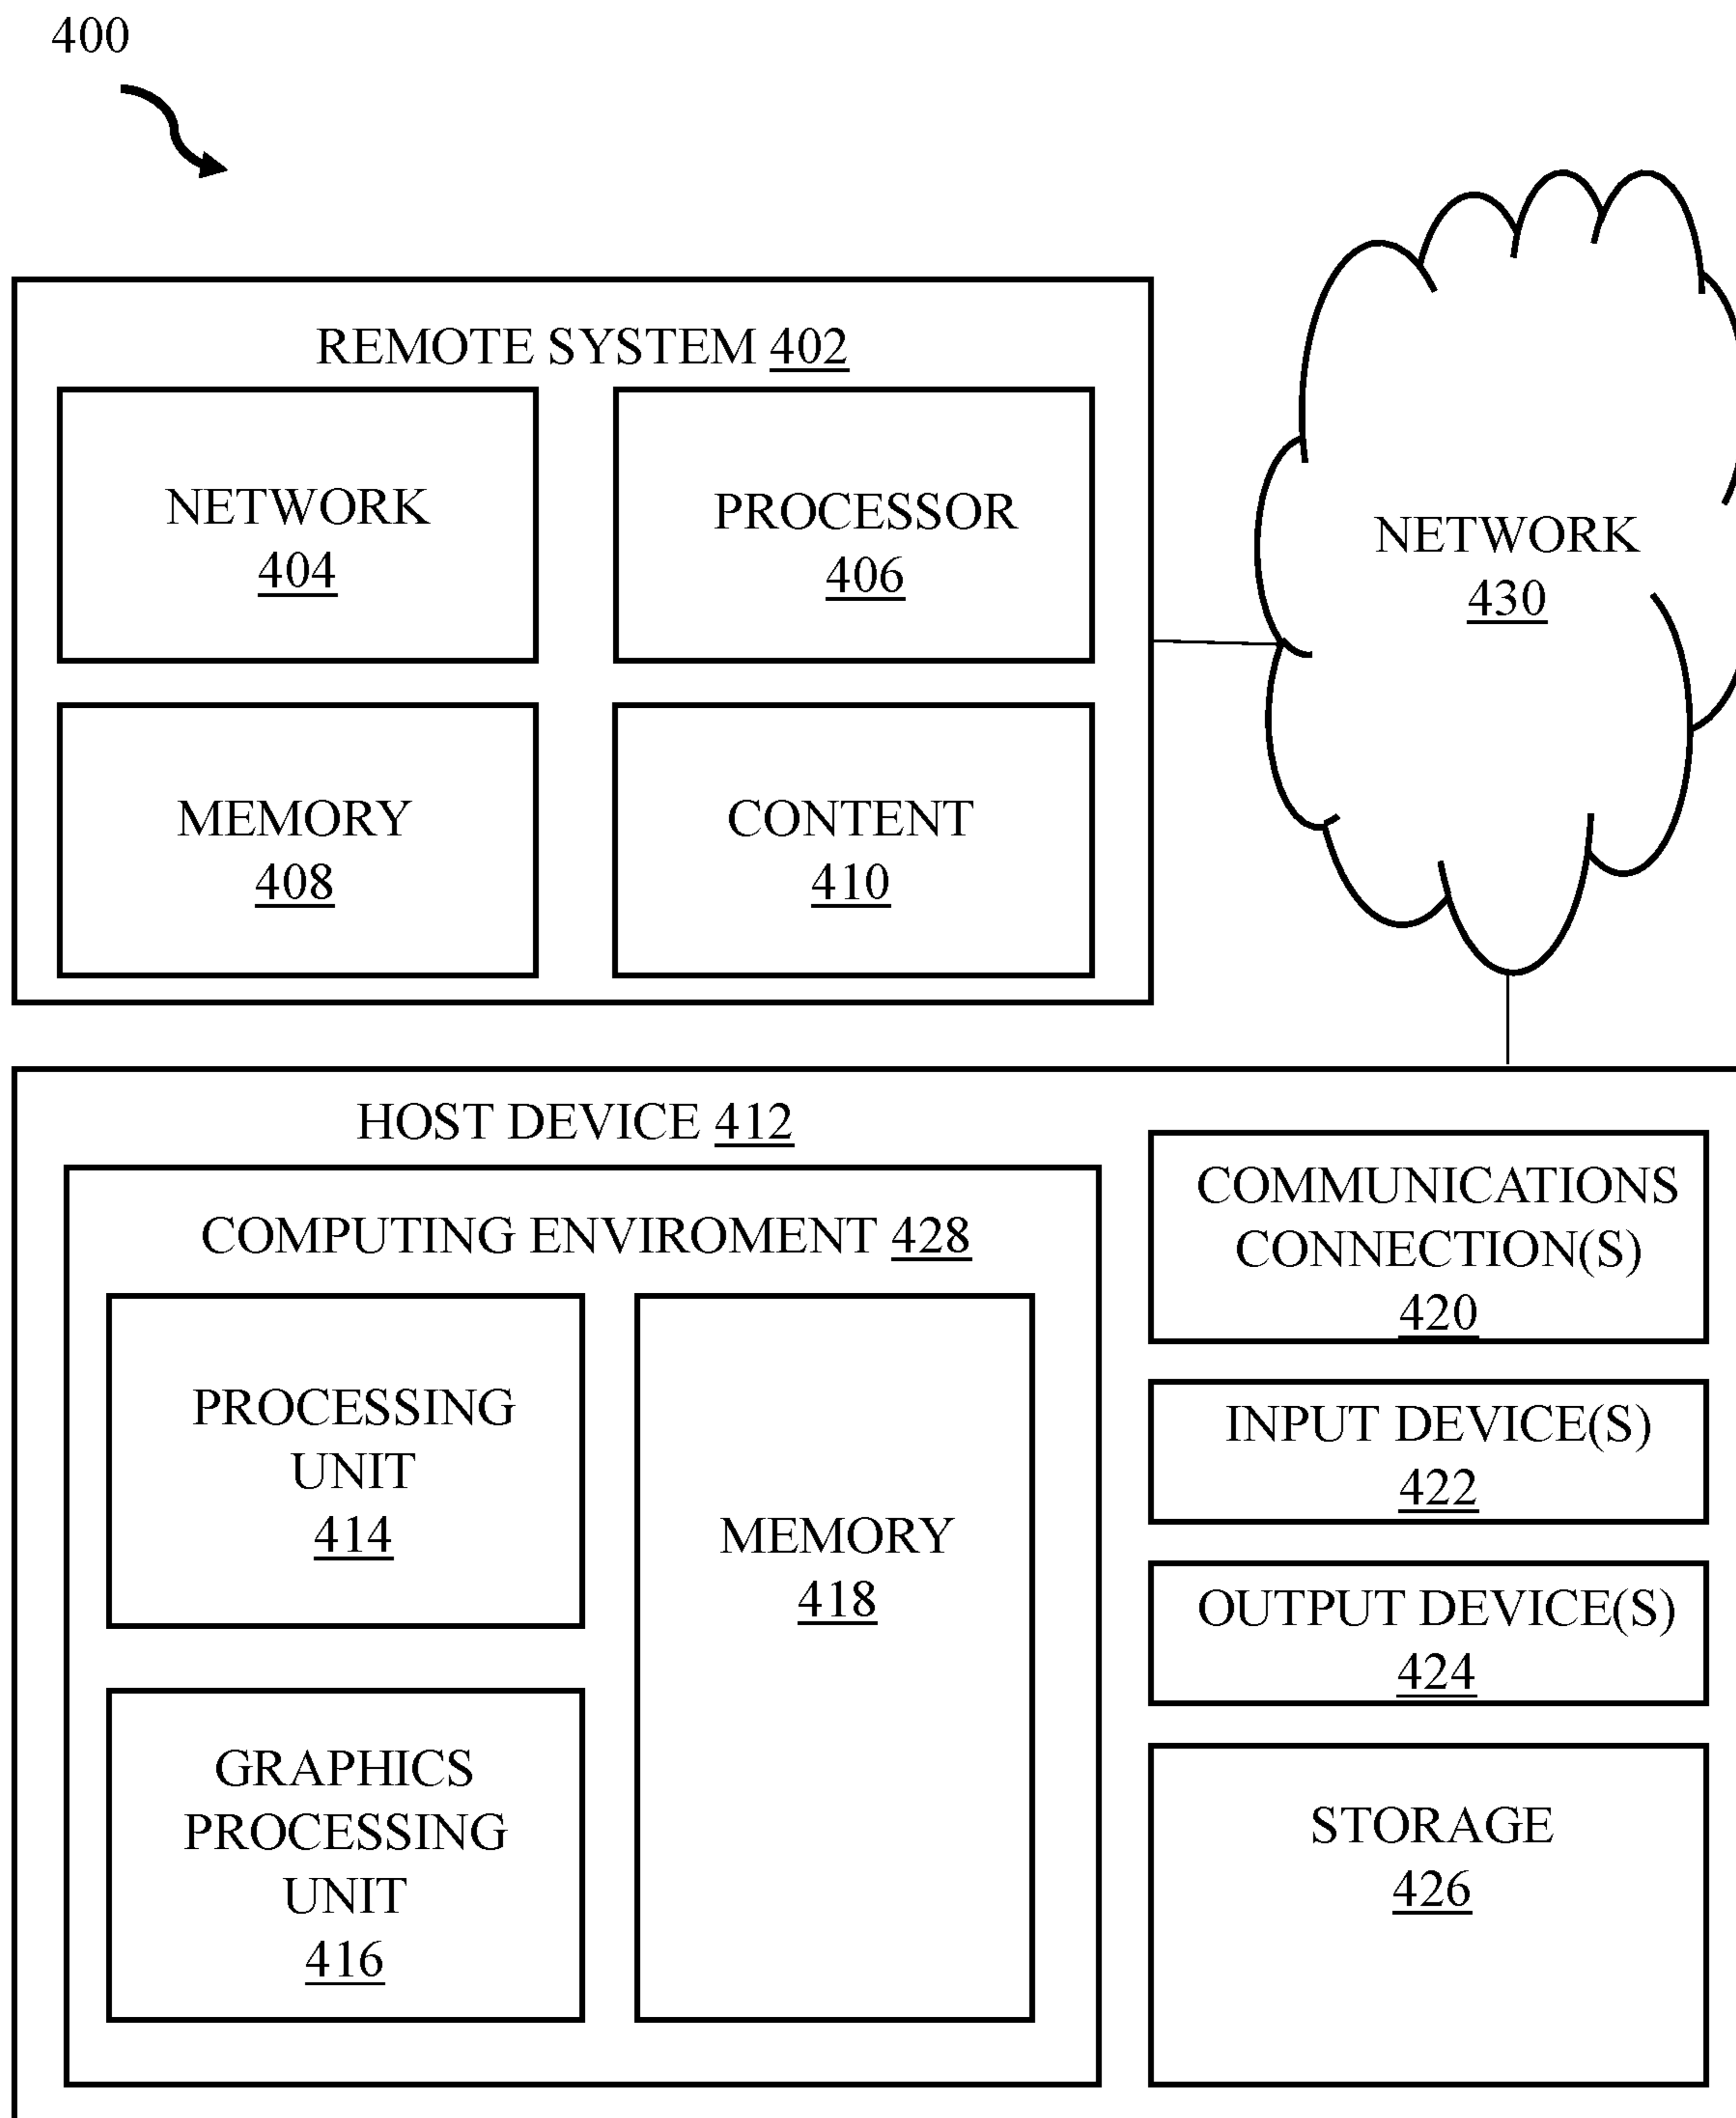 400
REMOTE SYSTEM 402
NETWORK
404
PROCESSOR
406
MEMORY
408
CONTENT
410
NETWORK
430
HOST DEVICE 412
COMPUTING ENVIROMENT 428
PROCESSING
UNIT
414
GRAPHICS
PROCESSING
UNIT
416
MEMORY
418
COMMUNICATIONS
CONNECTION(S)
420
INPUT DEVICE(S)
422
OUTPUT DEVICE(S)
424
STORAGE
426